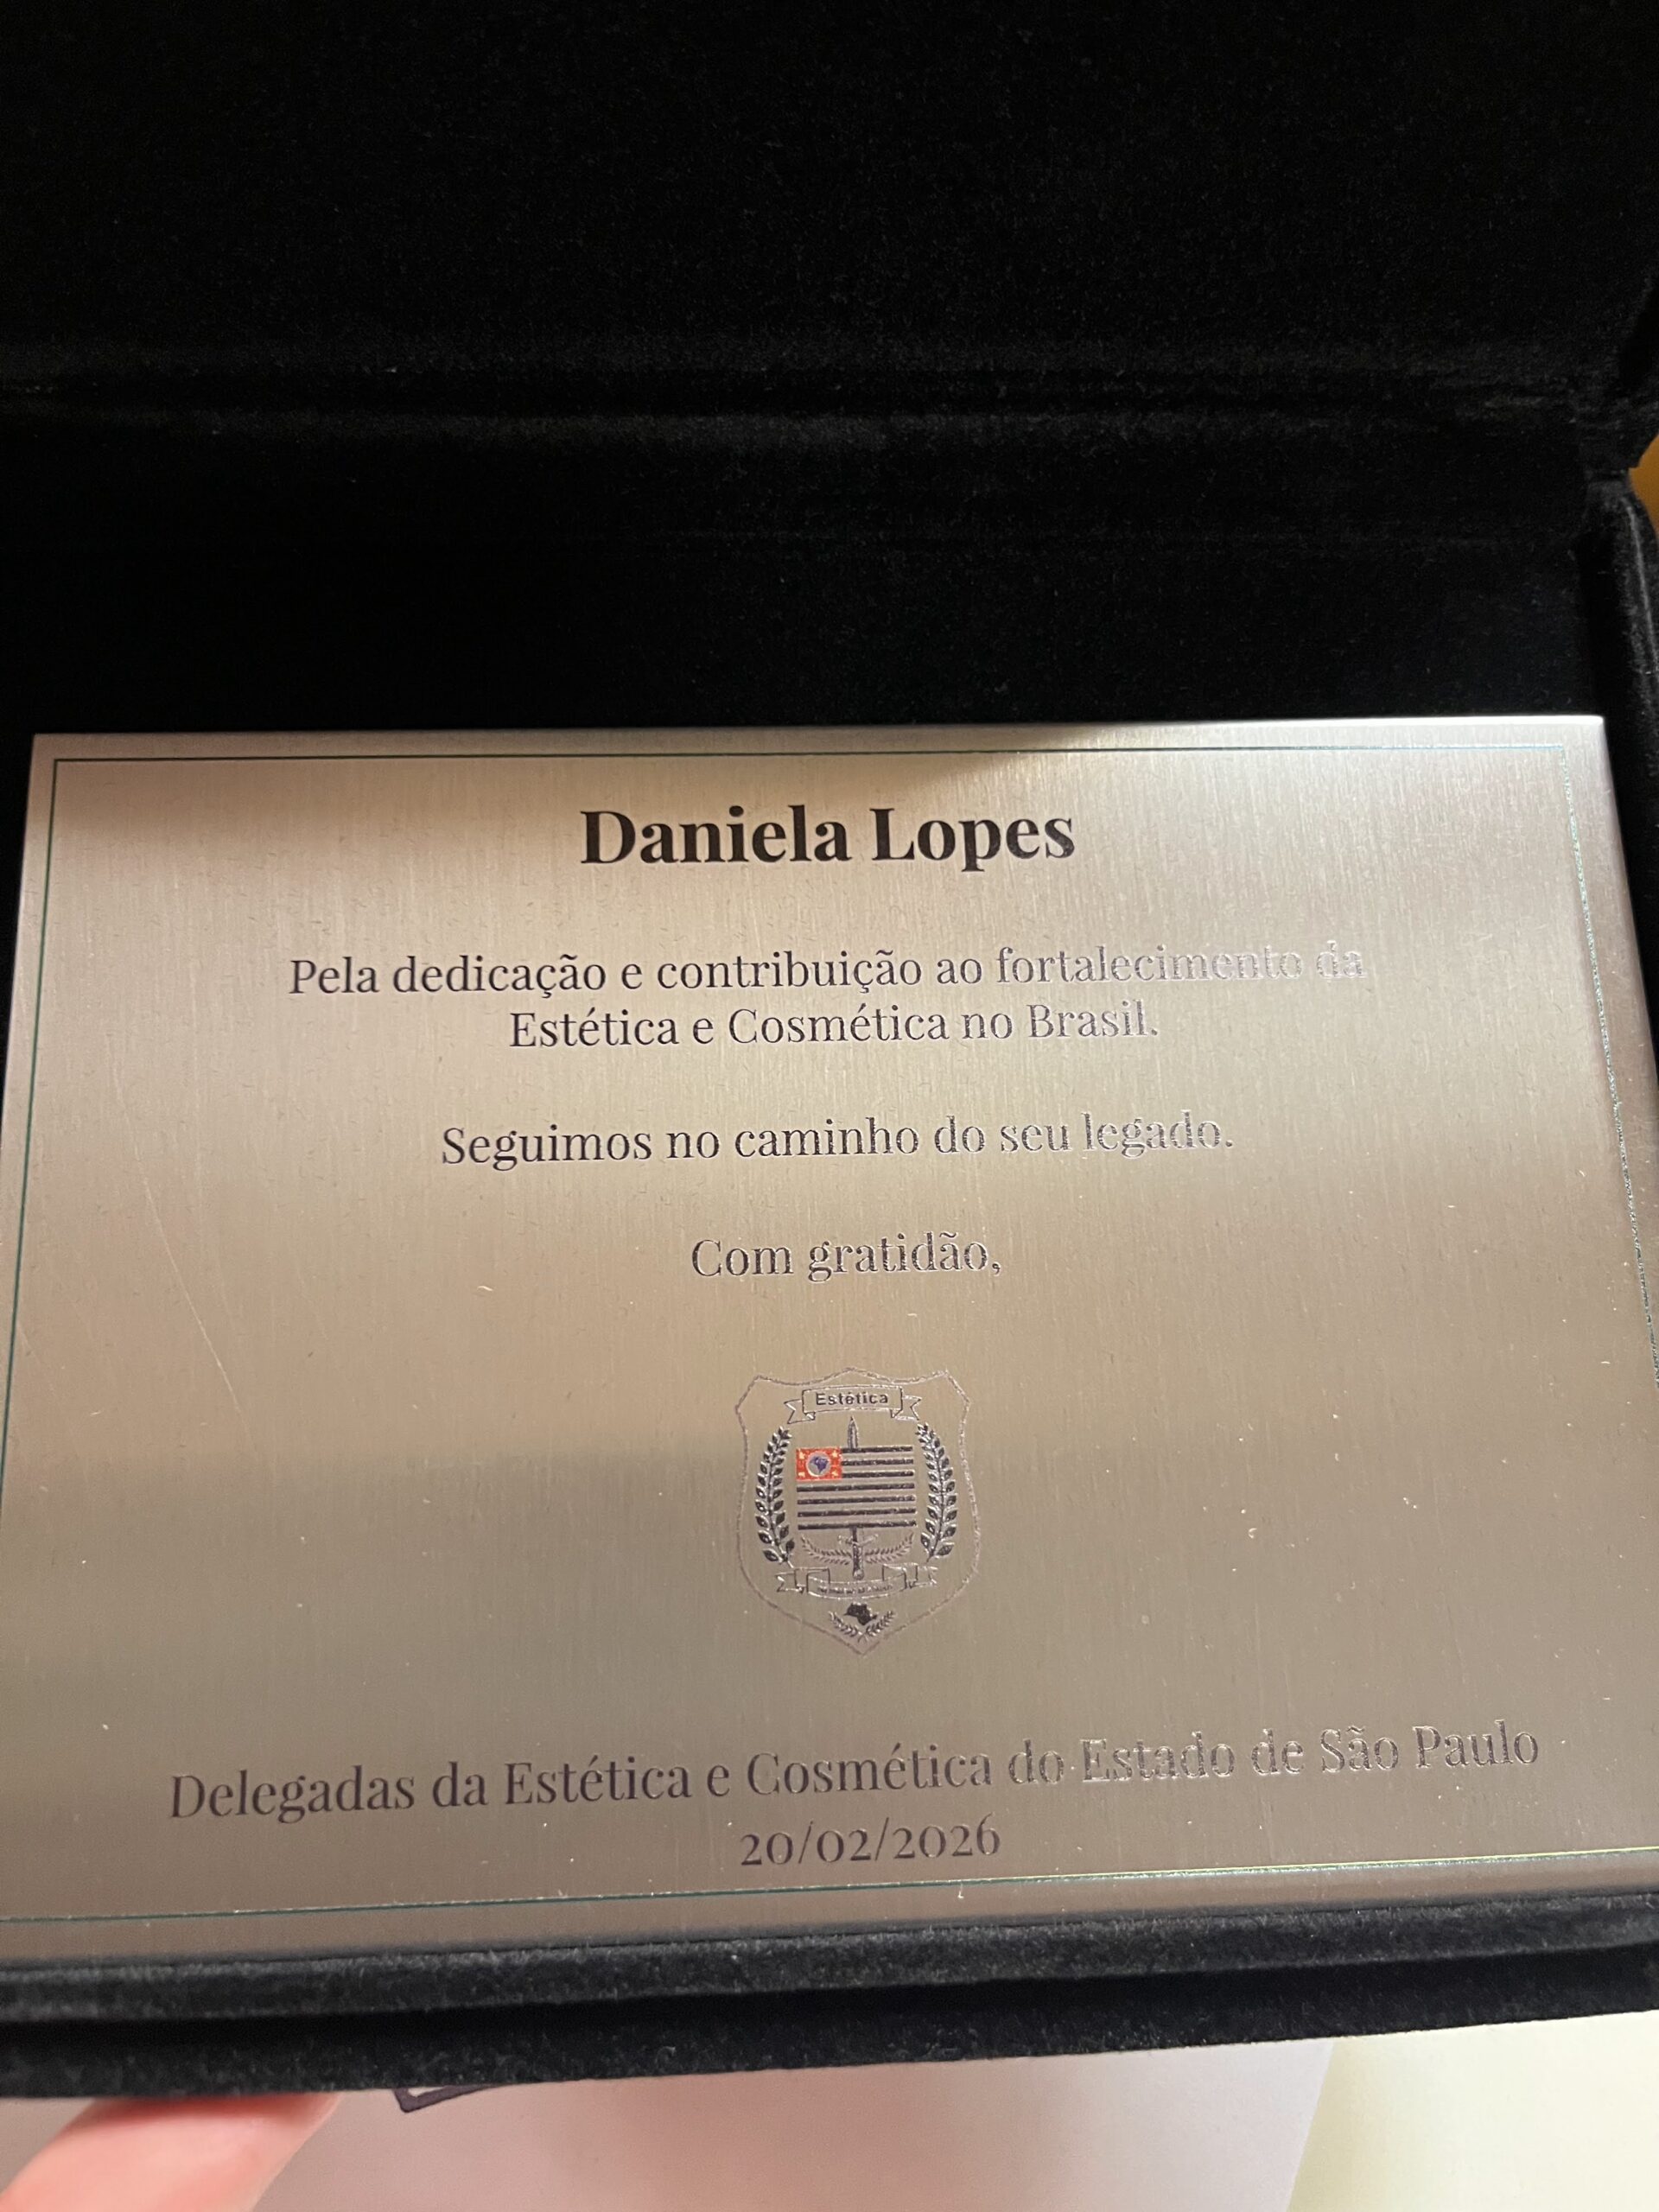 Daniela Lopes
Pela dedicação e contribuição ao fortalecimento da
Estética e Cosmética no Brasil.
Seguimos no caminho do seu legado.
Com gratidão,
Estética
Delegadas da Estética e Cosmética do Estado de São Paulo
20/02/2026